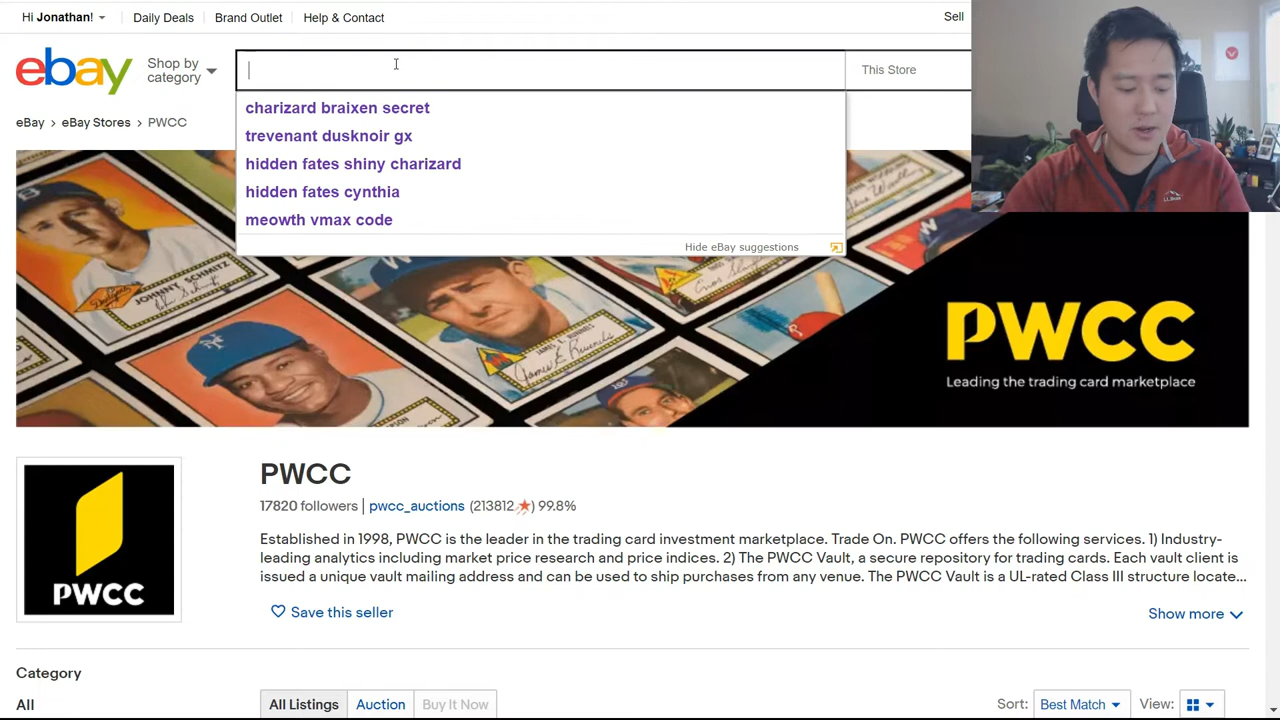 Hi Jonathan! Daily Deals Brand Outlet Help & Contact Sell
ebay Shop by category This Store
charizard braixen secret
trevenant dusknoir gx
hidden fates shiny charizard
hidden fates cynthia
meowth vmax code
Hide eBay suggestions
eBay > eBay Stores > PWCC
JOHNNY SCHMITZ
PWCC
Leading the trading card marketplace
PWCC
PWCC
17820 followers | pwcc_auctions (213812) 99.8%
Established in 1998, PWCC is the leader in the trading card investment marketplace. Trade On. PWCC offers the following services. 1) Industry-
leading analytics including market price research and price indices. 2) The PWCC Vault, a secure repository for trading cards. Each vault client is
issued a unique vault mailing address and can be used to ship purchases from any venue. The PWCC Vault is a UL-rated Class III structure locate...
Save this seller
Show more
Category
All
All Listings Auction Buy It Now Sort: Best Match View: